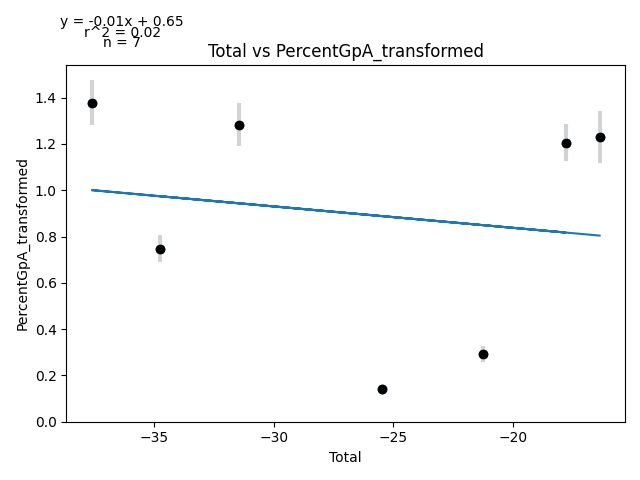 y = -0.01x + 0.65
r^2 = 0.02
n = 7
Total vs PercentGpA_transformed
PercentGpA_transformed
1.4
1.2
1.0
0.8
0.6
0.4
0.2
0.0
−35
−30
−25
−20
Total